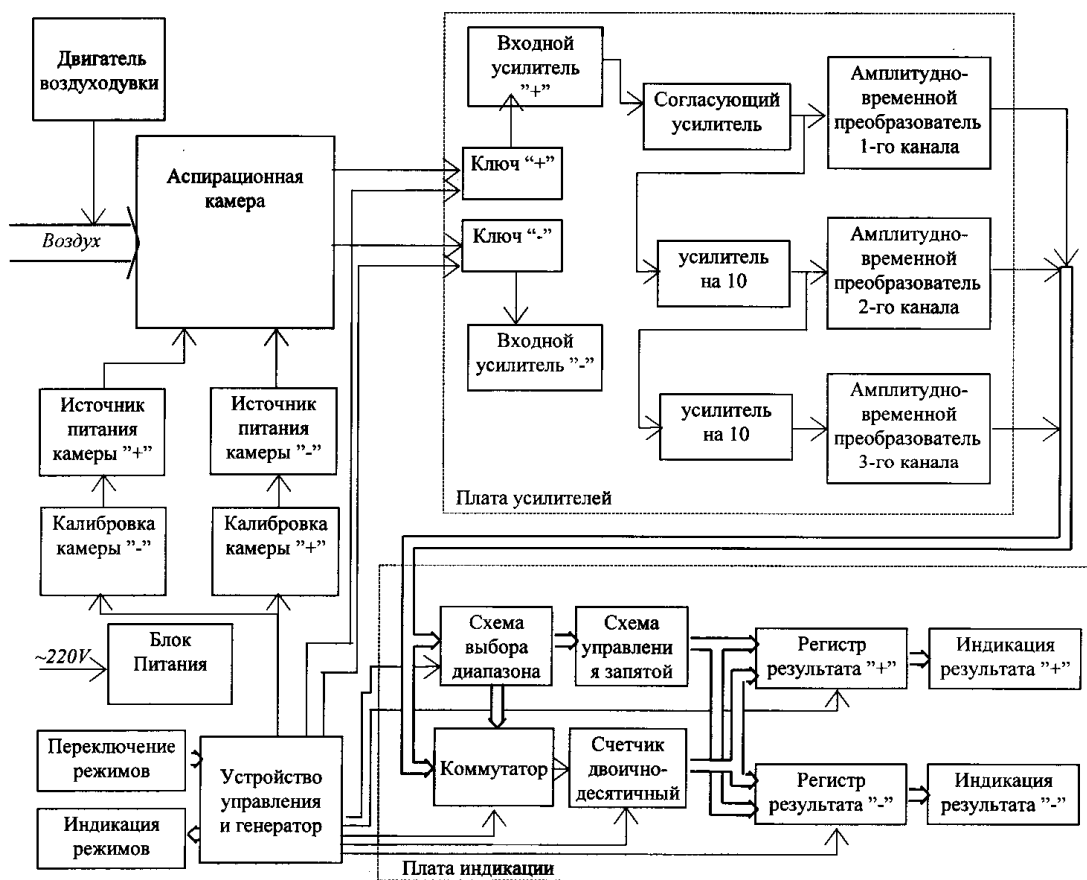 Двигатель
воздуходувки
Аспирационная
камера
Воздух
Входной
усилитель
"+"
Согласующий
усилитель
Амплитудно-
временной
преобразователь
1-го канала
Ключ “+”
Ключ “-”
Входной
усилитель ”-”
усилитель
на 10
Амплитудно-
временной
преобразователь
2-го канала
усилитель
на 10
Амплитудно-
временной
преобразователь
3-го канала
Плата усилителей
Источник
питания
камеры ”+”
Источник
питания
камеры ”-”
Калибровка
камеры ”-”
Калибровка
камеры ”+”
~220V
Блок
Питания
Переключение
режимов
Индикация
режимов
Устройство
управления
и генератор
Схема
выбора
диапазона
Схема
управлени
я запятой
Регистр
результата ”+”
Индикация
результата ”+”
Коммутатор
Счетчик
двоично-
десятичный
Регистр
результата ”-”
Индикация
результата ”-”
Плата индикации